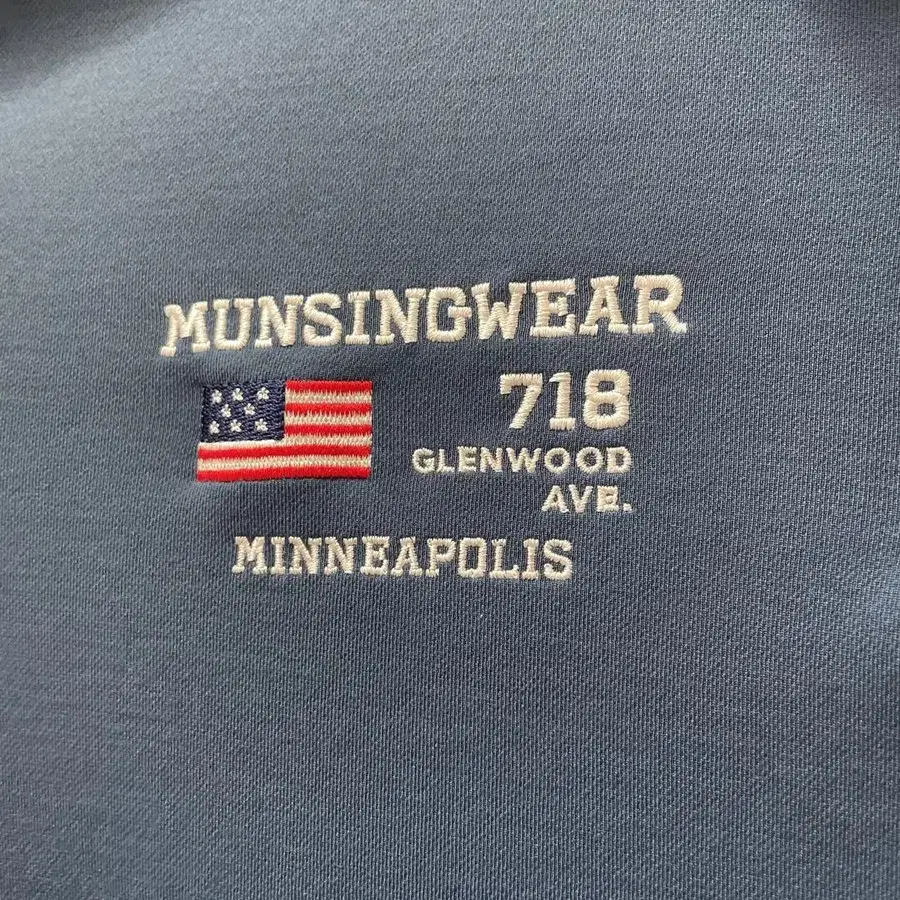 MUNSINGWEAR
718
GLENWOOD
AVE.
MINNEAPOLIS